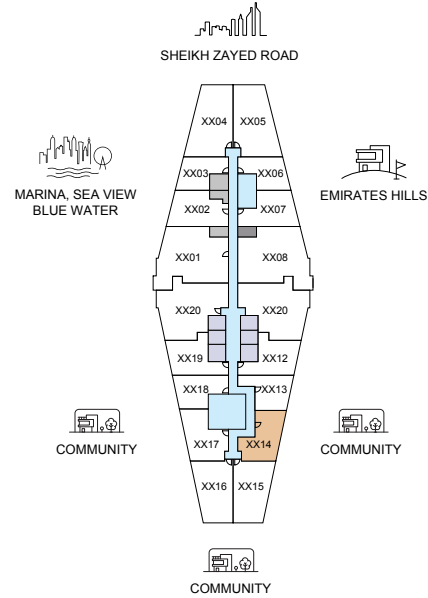 SHEIKH ZAYED ROAD
XX04 XX05
MARINA, SEA VIEW
BLUE WATER
XX03 XX06
EMIRATES HILLS
XX02 XX07
XX01 XX08
XX20 XX20
XX19 XX12
XX18 XX13
COMMUNITY
XX17 XX14
COMMUNITY
XX16 XX15
COMMUNITY